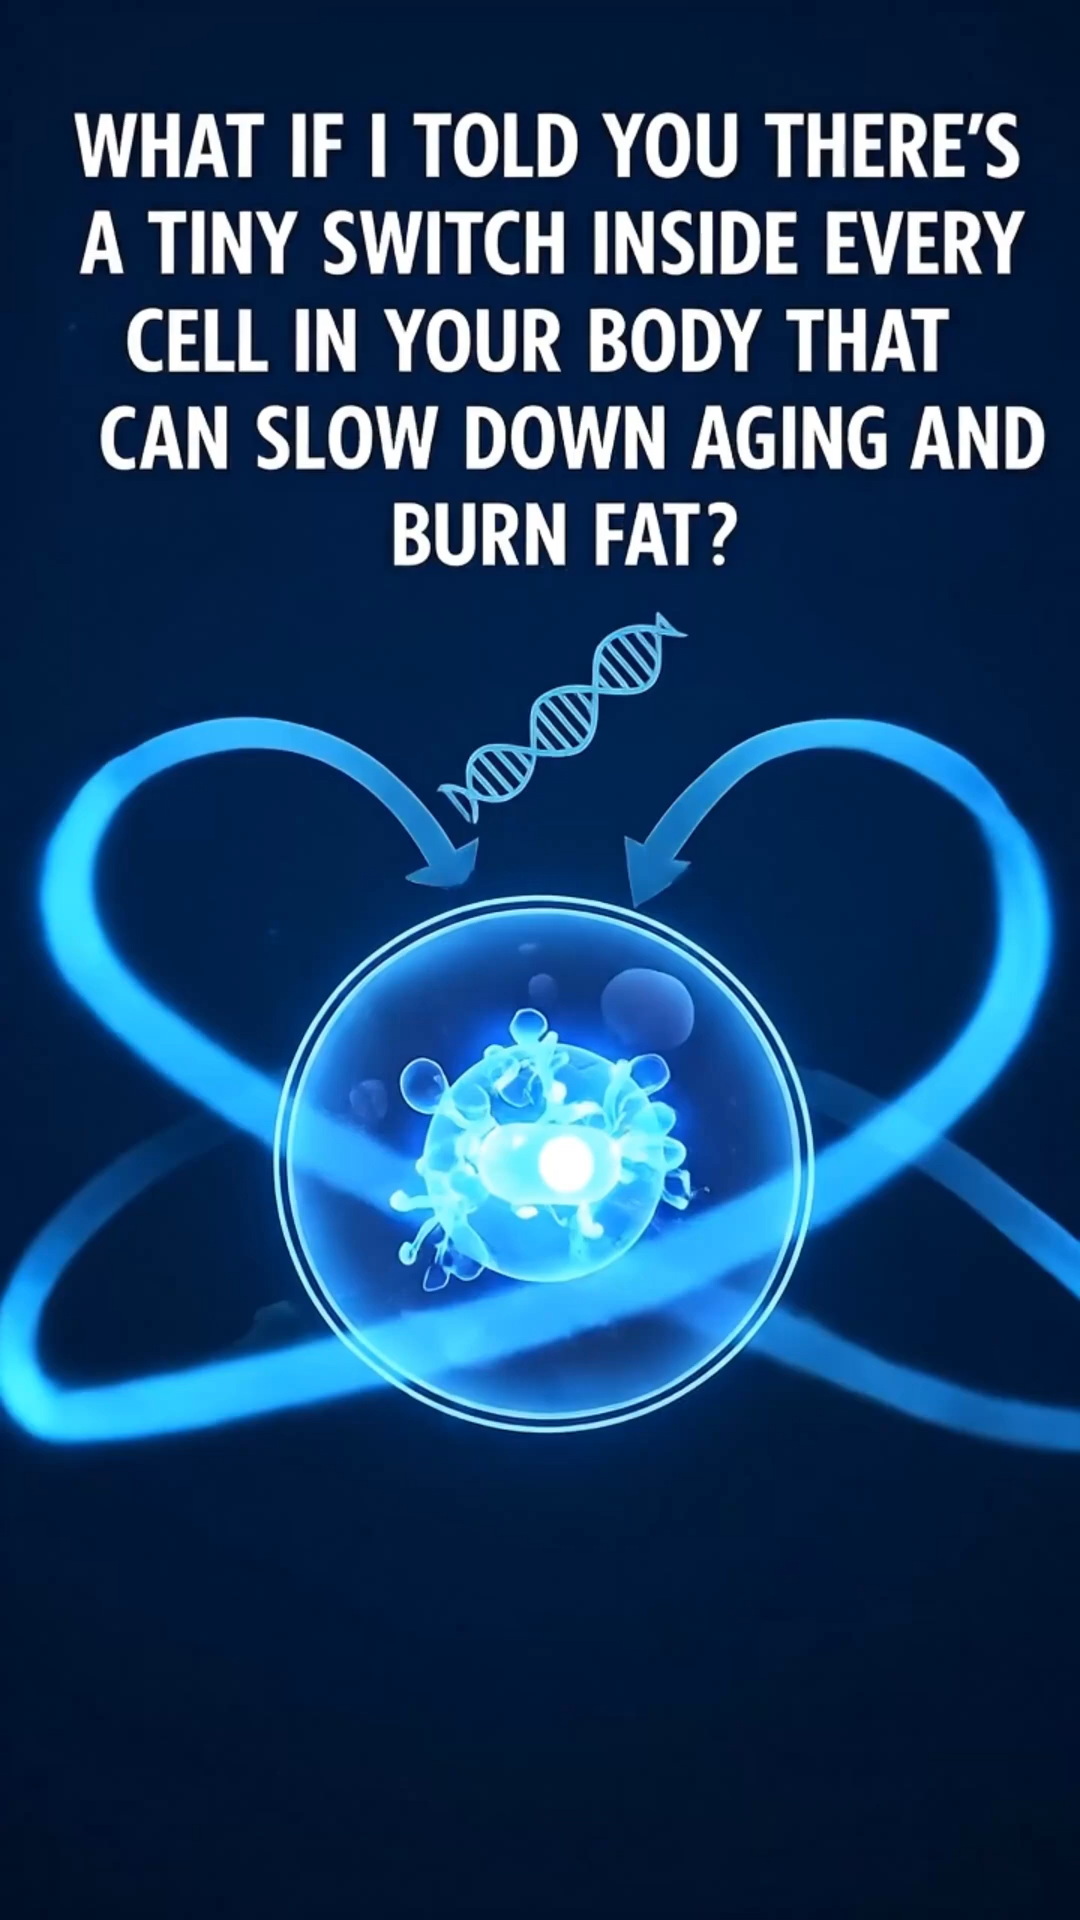 WHAT IF I TOLD YOU THERE’S
A TINY SWITCH INSIDE EVERY
CELL IN YOUR BODY THAT
CAN SLOW DOWN AGING AND
BURN FAT?